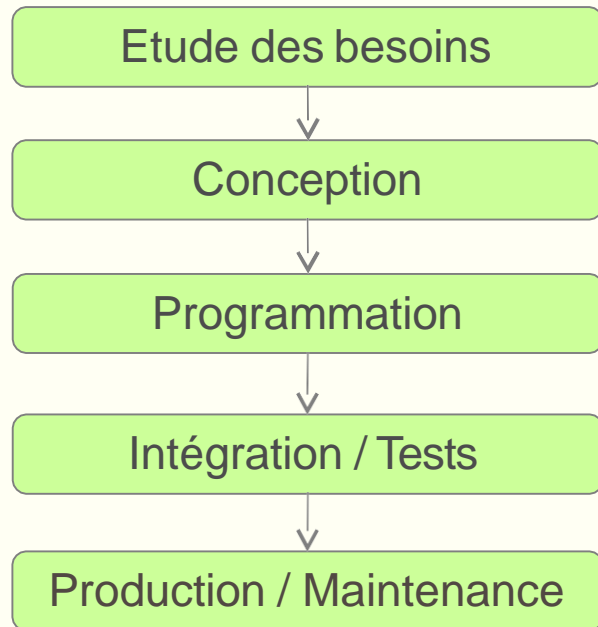 Etude des besoins
Conception
Programmation
Intégration / Tests
Production / Maintenance